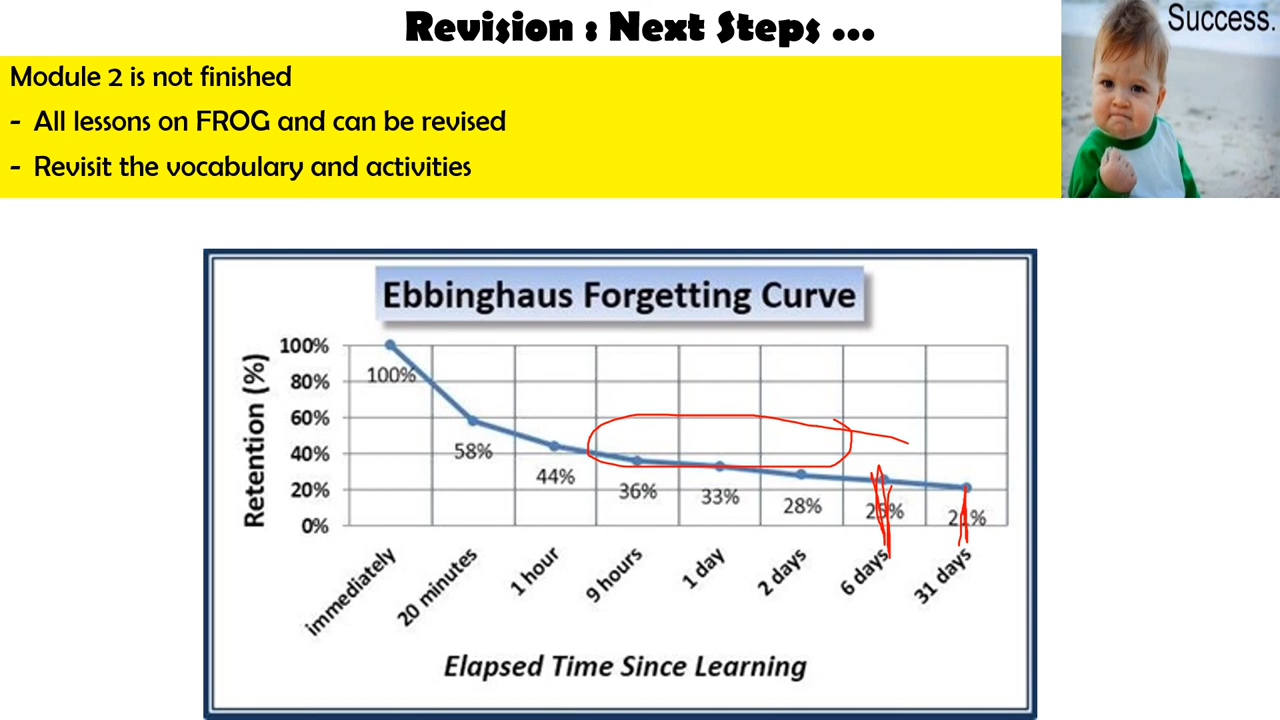 Revision : Next Steps ...
Success.
Module 2 is not finished
- All lessons on FROG and can be revised
- Revisit the vocabulary and activities
Ebbinghaus Forgetting Curve
Retention (%)
100%
80%
60%
40%
20%
0%
100%
58%
44%
36%
33%
28%
21%
immediately
20 minutes
1 hour
9 hours
1 day
2 days
6 days
31 days
Elapsed Time Since Learning